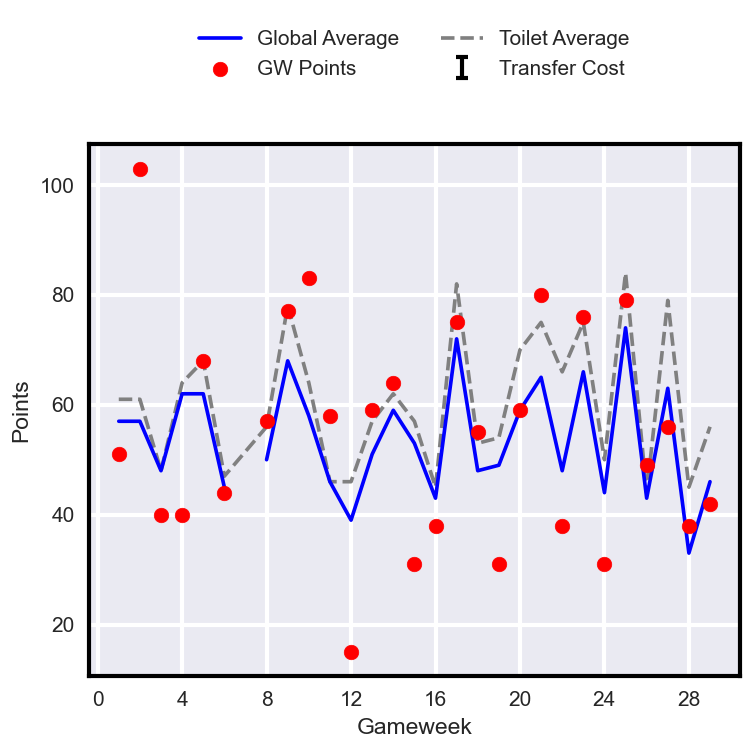 Global Average
GW Points
Toilet Average
Transfer Cost
Points
100
80
60
40
20
0 4 8 12 16 20 24 28
Gameweek